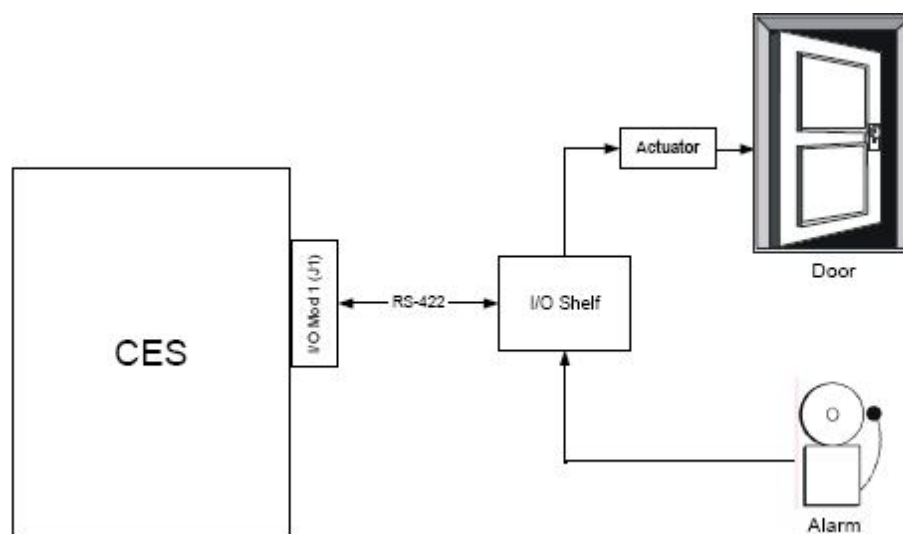 Actuator
Door
CES
I/O Mod 1 (J1)
RS-422
I/O Shelf
Alarm